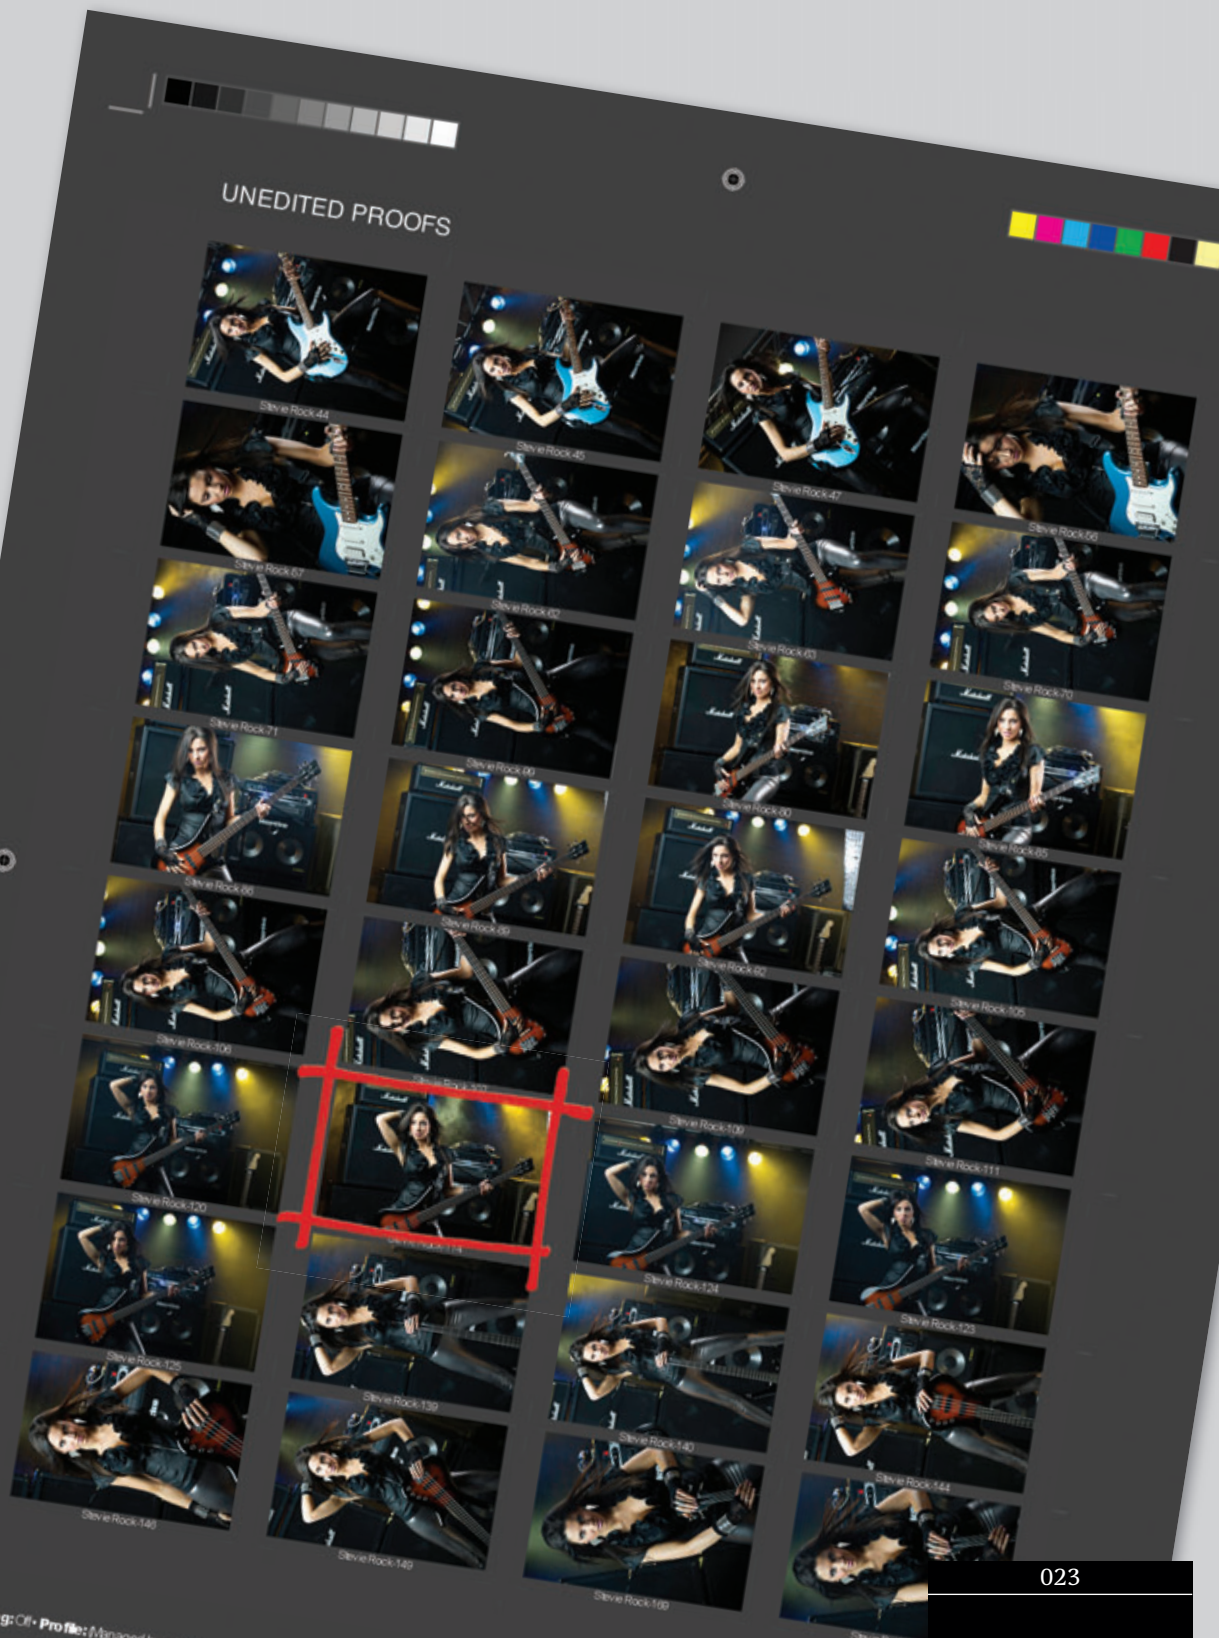 UNEDITED PROOFS
Stevie Rock-44
Stevie Rock-45
Stevie Rock-47
Stevie Rock-56
Stevie Rock-57
Stevie Rock-62
Stevie Rock-63
Stevie Rock-70
Stevie Rock-71
Stevie Rock-80
Stevie Rock-85
Stevie Rock-86
Stevie Rock-89
Stevie Rock-92
Stevie Rock-105
Stevie Rock-106
Stevie Rock-109
Stevie Rock-111
Stevie Rock-120
Stevie Rock-124
Stevie Rock-123
Stevie Rock-125
Stevie Rock-139
Stevie Rock-140
Stevie Rock-144
Stevie Rock-146
Stevie Rock-149
Stevie Rock-169
g: Off • Profile:
Marshall
023